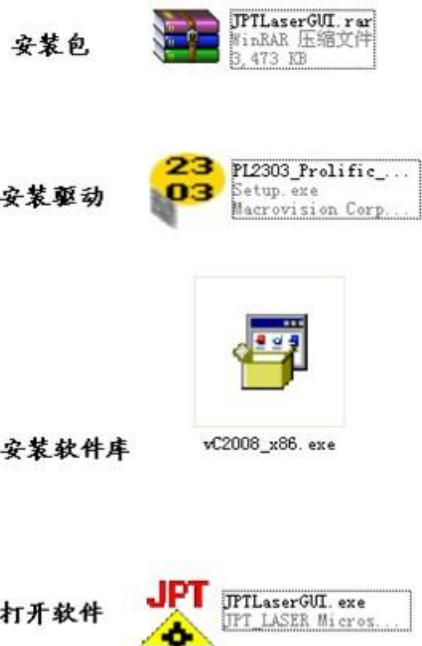 安装包
JPTLaserGUI.rar
WinRAR 压缩文件
3,473 KB
安装驱动
23
03
PL2303_Prolific_...
Setup.exe
Macrovision Corp...
安装软件库
vC2008_x86.exe
打开软件
JPT
JPTLaserGUI.exe
JPT_LASER Micros...